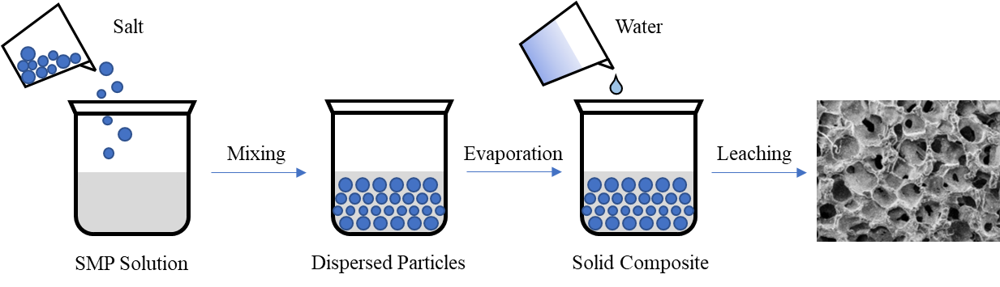 Salt
Water
Mixing
Evaporation
Leaching
SMP Solution
Dispersed Particles
Solid Composite